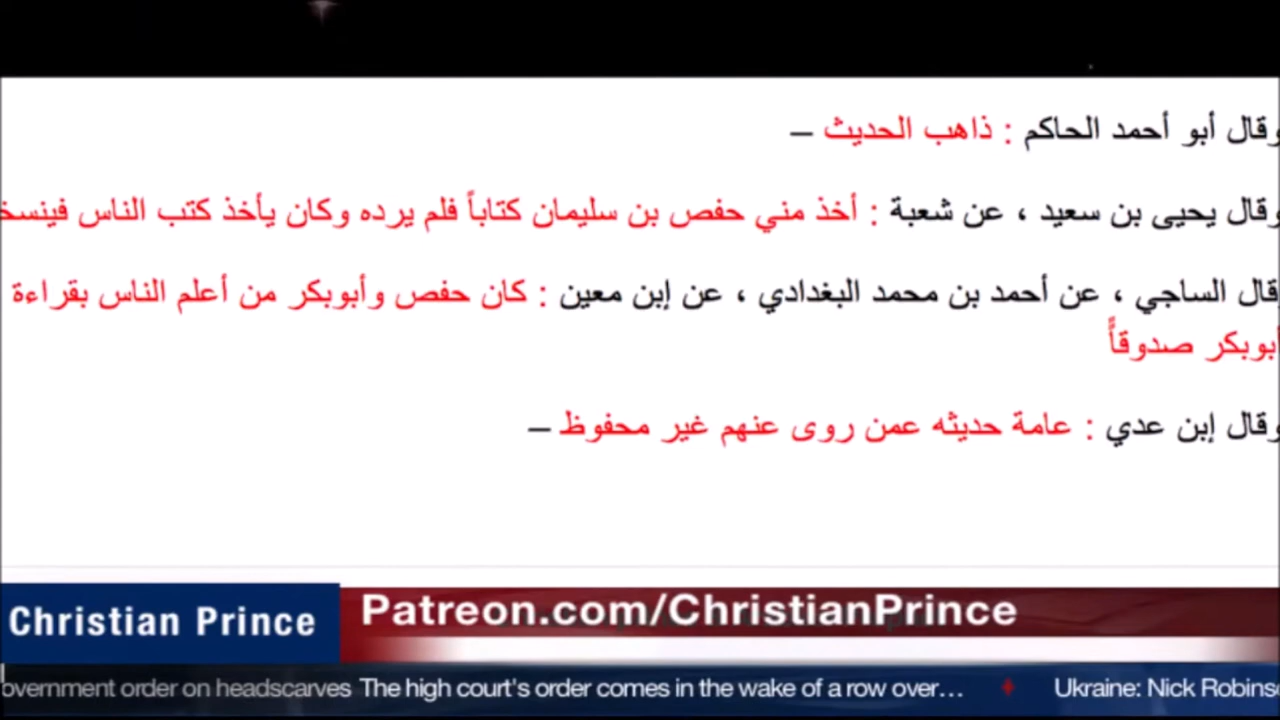 وقال أبو أحمد الحاكم : ذاهب الحديث –
وقال يحيى بن سعيد ، عن شعبة : أخذ مني حفص بن سليمان كتاباً فلم يرده وكان يأخذ كتب الناس فينسخ
قال الساجي ، عن أحمد بن محمد البغدادي ، عن إبن معين : كان حفص وأبوبكر من أعلم الناس بقراءة
أبوبكر صدوقاً
وقال إبن عدي : عامة حديثه عمن روى عنهم غير محفوظ –
Christian Prince
Patreon.com/ChristianPrince
overnment order on headscarves The high court's order comes in the wake of a row over… Ukraine: Nick Robins